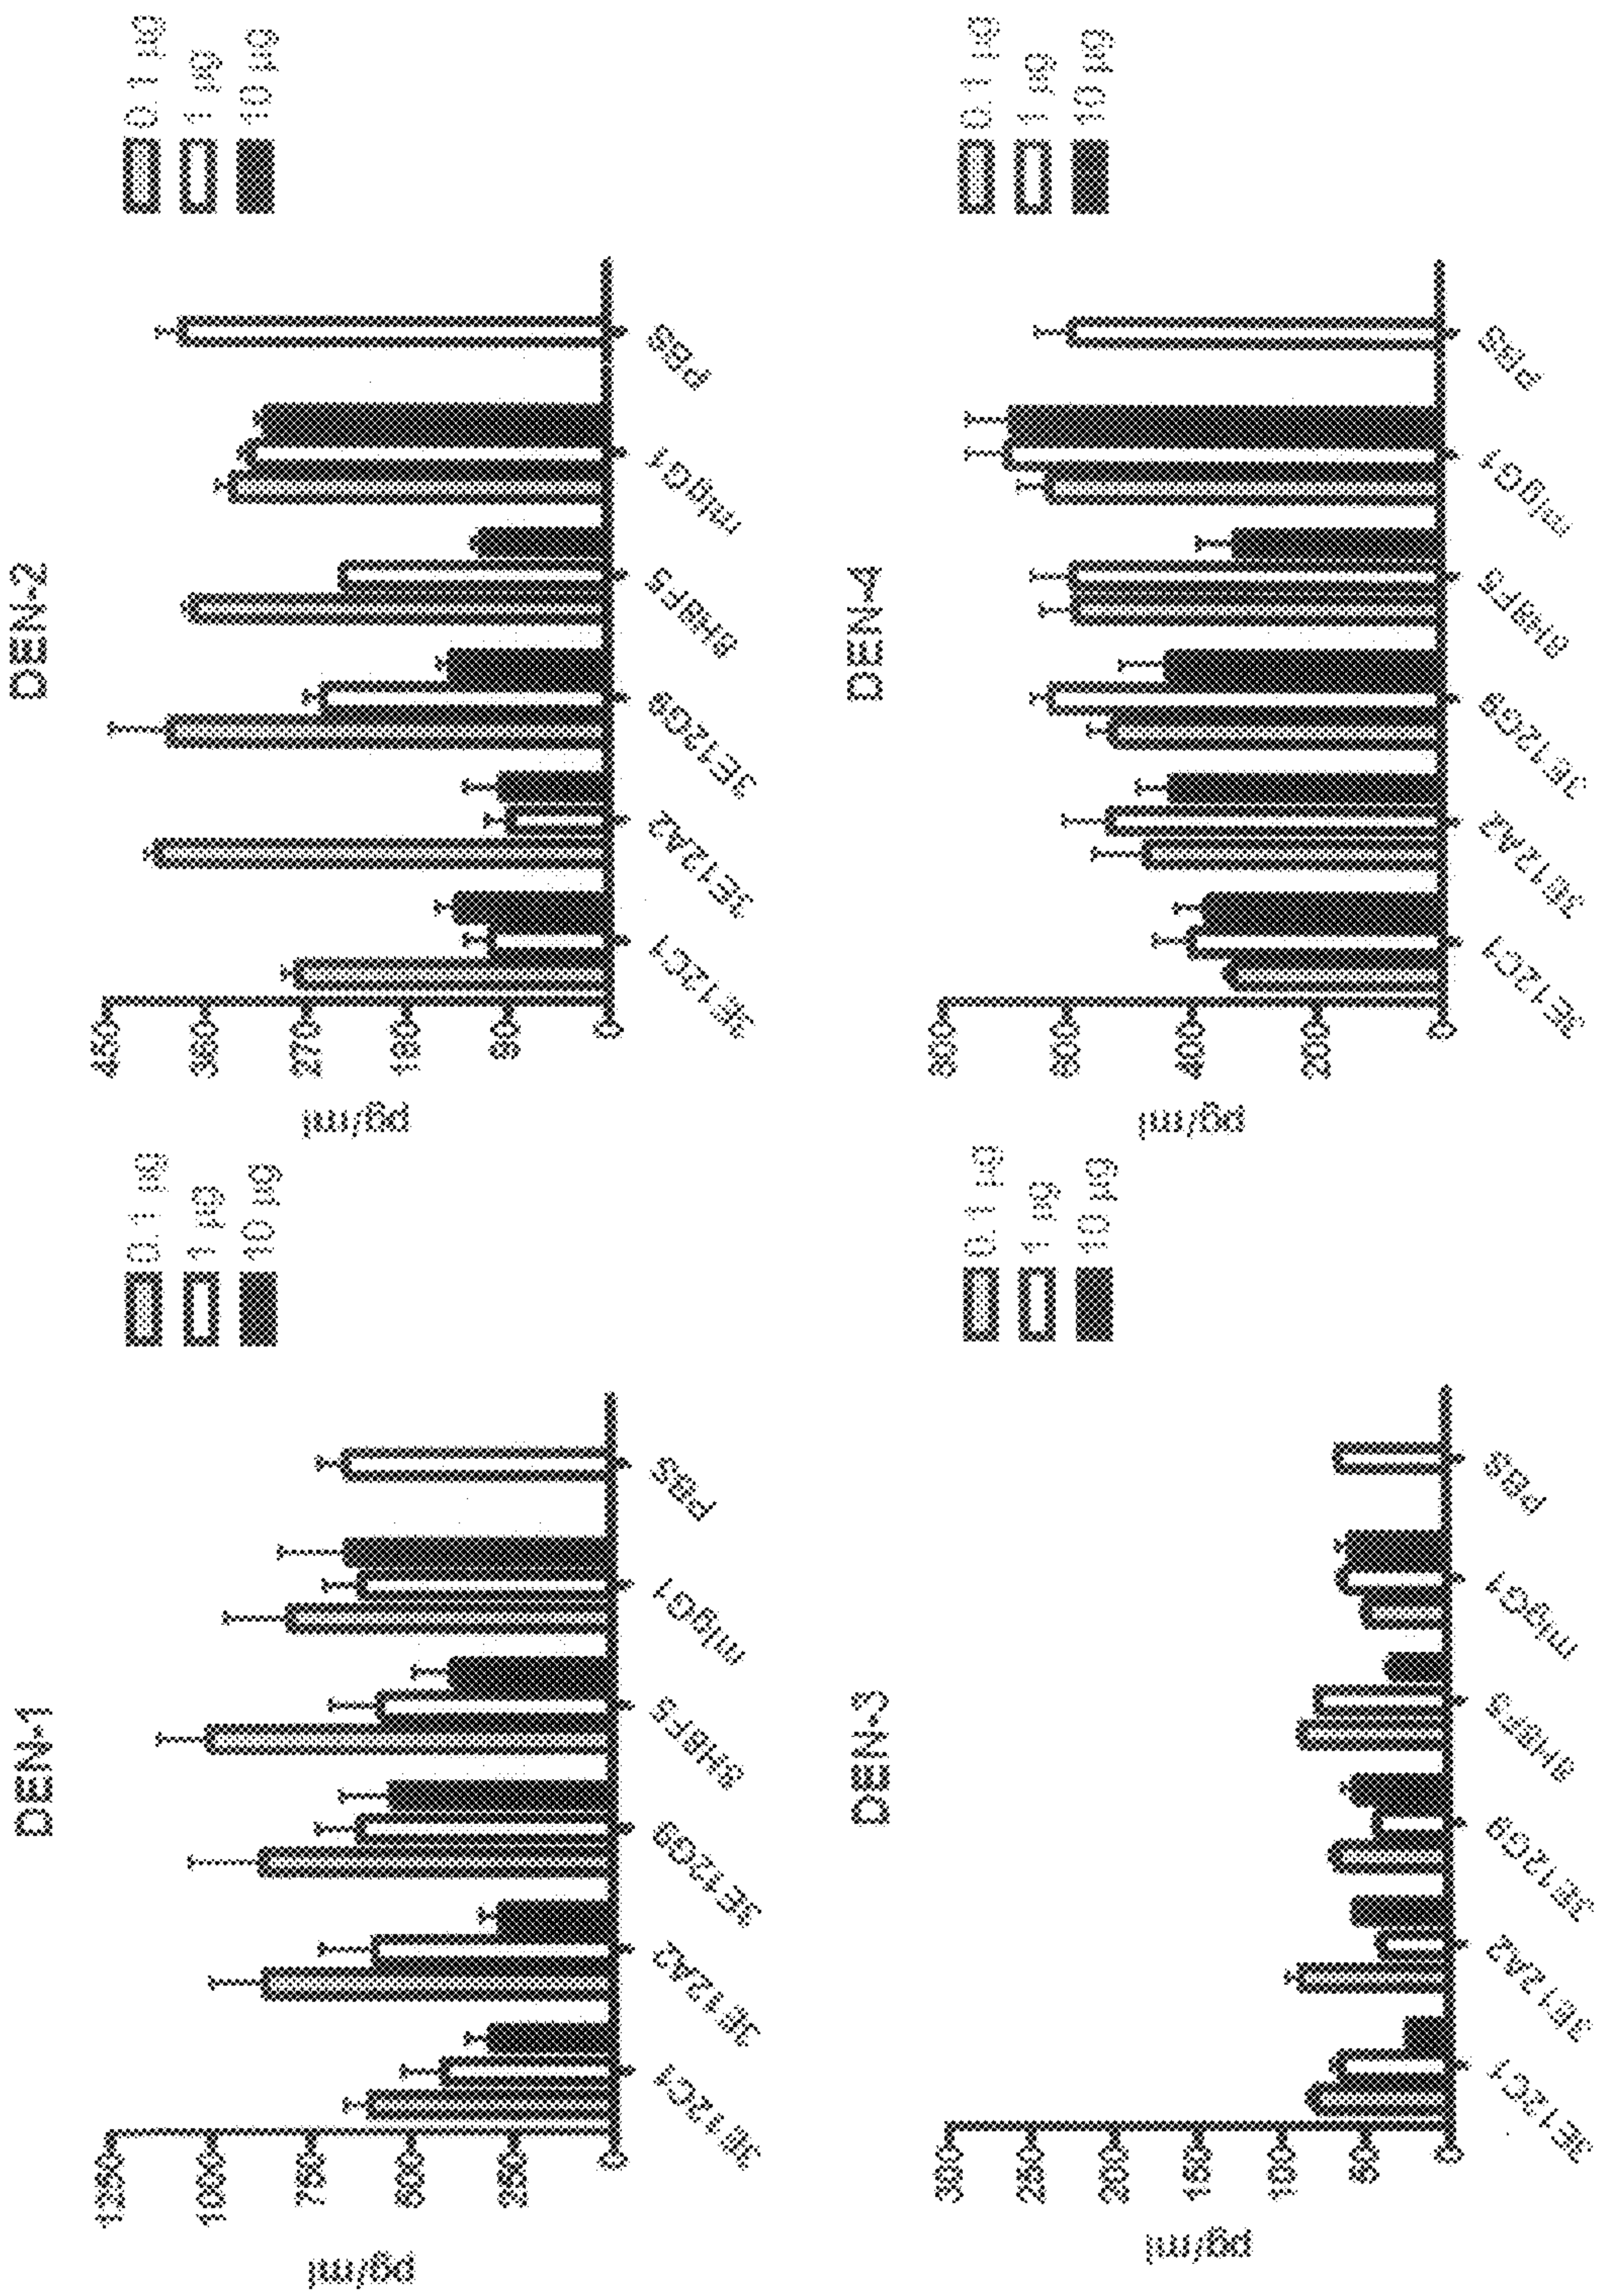 DEN-1
pg/ml
1250
1000
750
500
250
0
3E12C1
3E12A2
3E12G9
8H8F5
mIgG1
PBS
0.1 µg
1 µg
10 µg
DEN-2
pg/ml
450
360
270
180
90
0
3E12C1
3E12A2
3E12G9
8H8F5
mIgG1
PBS
0.1 µg
1 µg
10 µg
DEN-3
pg/ml
300
250
200
150
100
50
0
3E12C1
3E12A2
3E12G9
mIgG1
PBS
0.1 µg
1 µg
10 µg
DEN-4
pg/ml
800
600
400
200
0
3E12C1
3E12A2
3E12G9
8H8F5
mIgG1
PBS
0.1 µg
1 µg
10 µg